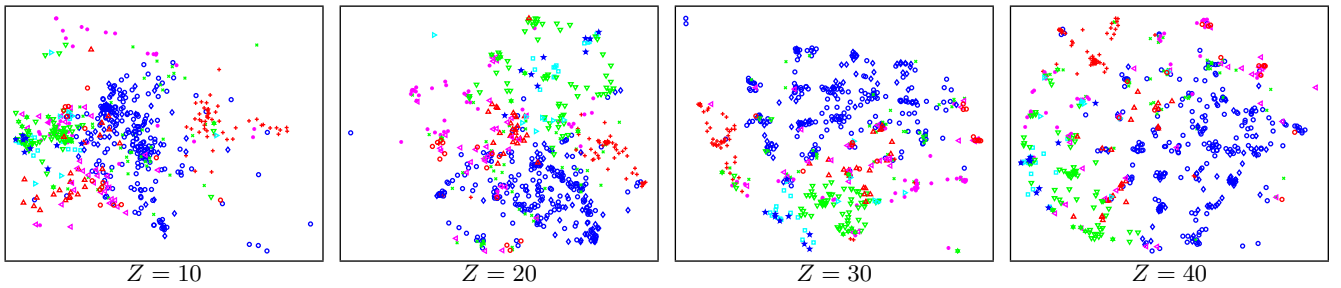 Z = 10
Z = 20
Z = 30
Z = 40